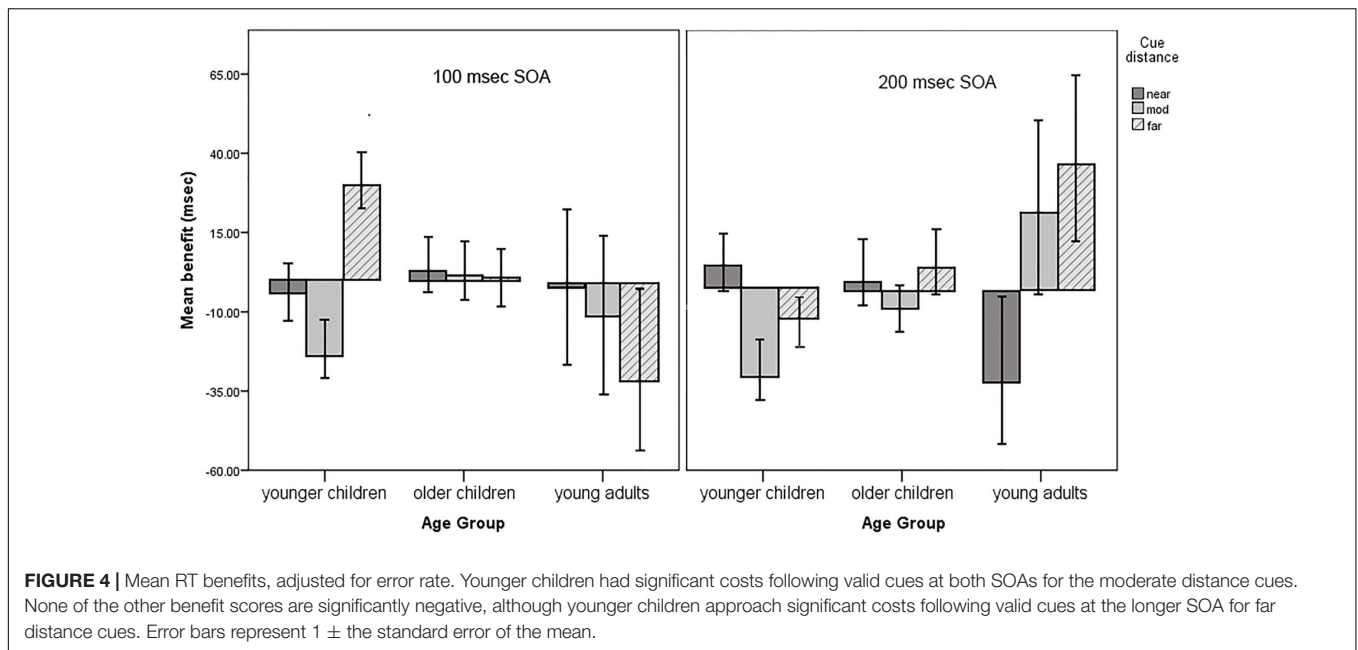 Cue
distance
near
mod
far
100 msec SOA
200 msec SOA
Mean benefit (msec)
65.00
40.00
15.00
-10.00
-35.00
-60.00
younger children older children young adults
younger children older children young adults
Age Group
Age Group
FIGURE 4 | Mean RT benefits, adjusted for error rate. Younger children had significant costs following valid cues at both SOAs for the moderate distance cues.
None of the other benefit scores are significantly negative, although younger children approach significant costs following valid cues at the longer SOA for far
distance cues. Error bars represent 1 ± the standard error of the mean.